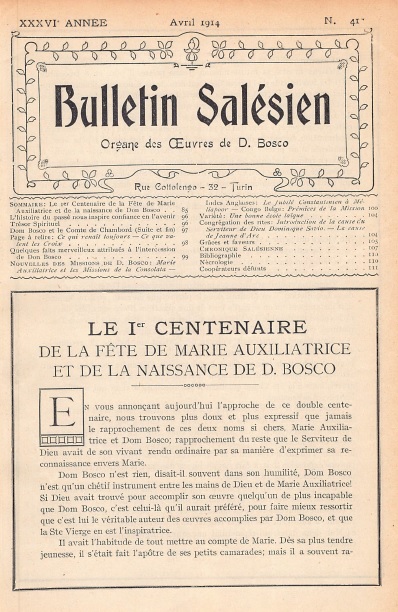 XXXVIe ANNEE Avril 1914 N. 41
Bulletin Salésien
Organe des Œuvres de D. Bosco
Rue Cottolengo - 32 - Turin
SOMMAIRE: Le 1er Centenaire de la Fête de Marie
Auxiliatrice et de la naissance de Don Bosco . 85
L'histoire du passé nous inspire confiance en l'avenir 96
Trésor Spirituel 96
Dom Bosco et le Comte de Chambord (Suite et fin) 97
Page à relire: Ce qui renaît toujours — Ce que valent
les Croix 98
Quelques faits merveilleux attribués à l'intercession
de Don Bosco 99
NOUVELLES DES MISSIONS DE D. BOSCO: Marie
Auxiliatrice et les Missions de la Consolata —
Indes Anglaises: Le Jubilé Constantinien à Méliapour
— Congo Belge: Prémices de la Mission 100
Variété: Une bonne école belge 104
Congrégation des rites: Introduction de la cause du
Serviteur de Dieu Dominique Savio. — La cause
de Jeanne d'Arc 104
Grâces et faveurs 105
CHRONIQUE SALÉSIENNE 107
Bibliographie 111
Nécrologie 110
Coopérateurs défunts 111
LE Ier CENTENAIRE
DE LA FÊTE DE MARIE AUXILIATRICE
ET DE LA NAISSANCE DE D. BOSCO
EN vous annonçant aujourd'hui l'approche de ce double centenaire,
nous trouvons plus doux et plus expressif que jamais
le rapprochement de ces deux noms si chers, Marie Auxiliatrice
et Dom Bosco; rapprochement du reste que le Serviteur de
Dieu avait de son vivant rendu ordinaire par sa manière d'exprimer sa reconnaissance
envers Marie.
Dom Bosco n'est rien, disait-il souvent dans son humilité, Dom Bosco
n'est qu'un chétif instrument entre les mains de Dieu et de Marie Auxiliatrice!
Si Dieu avait trouvé pour accomplir son œuvre quelqu'un de plus incapable
que Dom Bosco, c'est celui-là qu'il aurait préféré, pour faire mieux ressortir
que c'est lui le véritable auteur des œuvres accomplies par Dom Bosco, et que
la Ste Vierge en est l'inspiratrice.
Il avait l'habitude de tout mettre au compte de Marie. Dès sa plus tendre
jeunesse, il s'était fait l'apôtre de ses petits camarades; mais il a souvent ra-